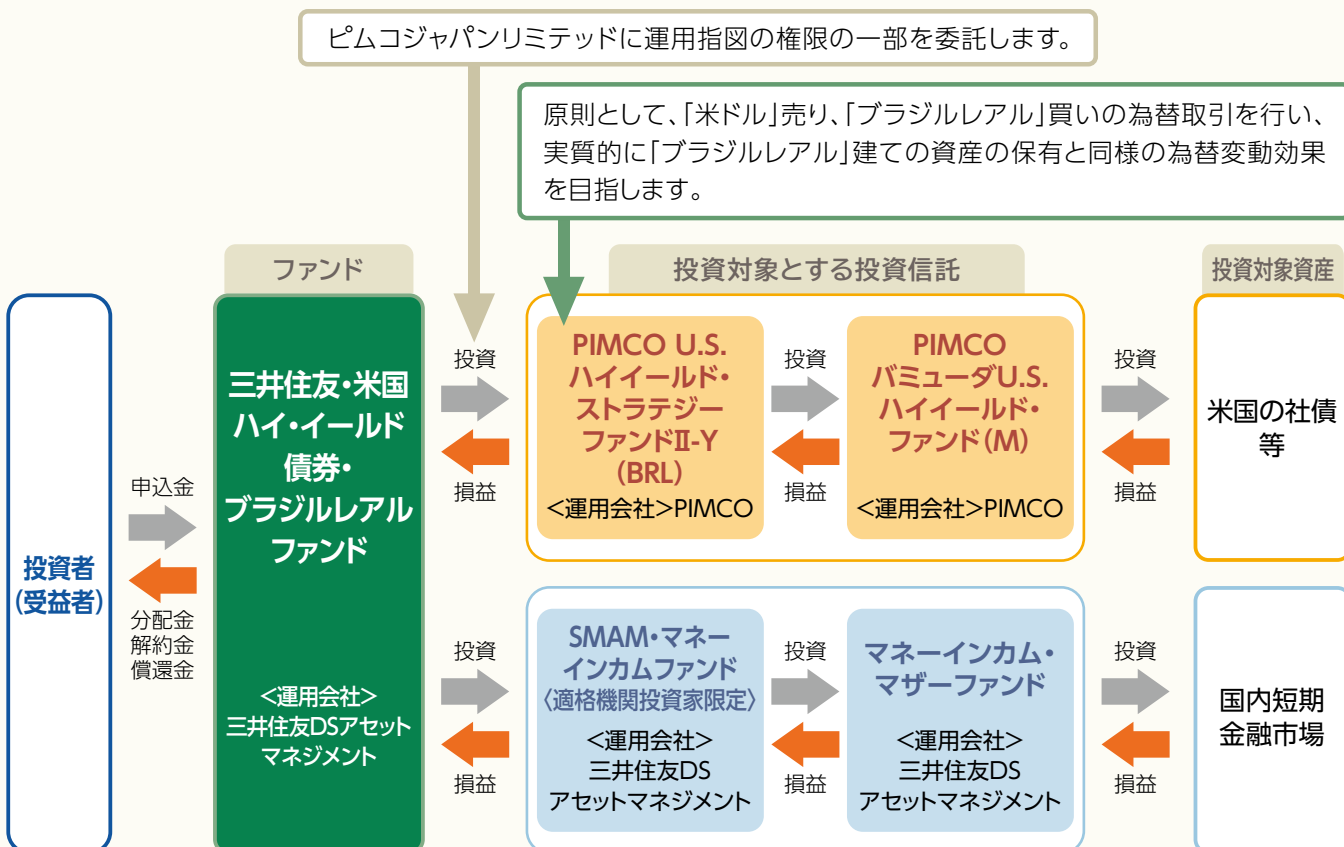 ピムコジャパンリミテッドに運用指図の権限の一部を委託します。
原則として、「米ドル」売り、「ブラジルレアル」買いの為替取引を行い、
実質的に「ブラジルレアル」建ての資産の保有と同様の為替変動効果
を目指します。
ファンド
投資対象とする投資信託
投資対象資産
投資者
(受益者)
申込金
分配金
解約金
償還金
三井住友・米国
ハイ・イールド
債券・
ブラジルレアル
ファンド
<運用会社>
三井住友DSアセット
マネジメント
投資
損益
PIMCO U.S.
ハイイールド・
ストラテジー
ファンドⅡ-Y
(BRL)
<運用会社>PIMCO
投資
損益
PIMCO
バミューダU.S.
ハイイールド・
ファンド(M)
<運用会社>PIMCO
投資
損益
米国の社債
等
投資
損益
SMAM・マネー
インカムファンド
〈適格機関投資家限定〉
<運用会社>
三井住友DS
アセットマネジメント
投資
損益
マネーインカム・
マザーファンド
<運用会社>
三井住友DS
アセットマネジメント
投資
損益
国内短期
金融市場